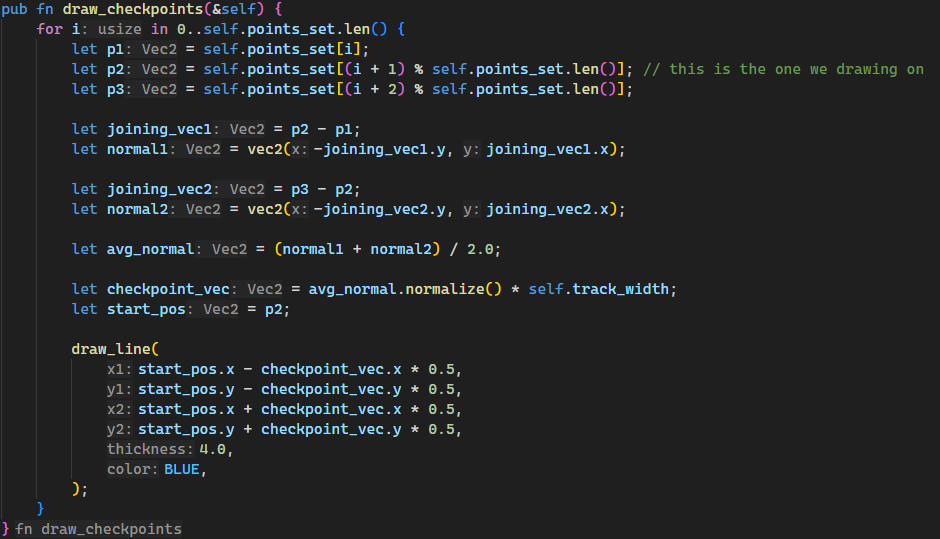 pub fn draw_checkpoints(&self) {
    for i: usize in 0..self.points_set.len() {
        let p1: Vec2 = self.points_set[i];
        let p2: Vec2 = self.points_set[(i + 1) % self.points_set.len()]; // this is the one we drawing on
        let p3: Vec2 = self.points_set[(i + 2) % self.points_set.len()];

        let joining_vec1: Vec2 = p2 - p1;
        let normal1: Vec2 = vec2(x: -joining_vec1.y, y: joining_vec1.x);

        let joining_vec2: Vec2 = p3 - p2;
        let normal2: Vec2 = vec2(x: -joining_vec2.y, y: joining_vec2.x);

        let avg_normal: Vec2 = (normal1 + normal2) / 2.0;

        let checkpoint_vec: Vec2 = avg_normal.normalize() * self.track_width;
        let start_pos: Vec2 = p2;

        draw_line(
            x1: start_pos.x - checkpoint_vec.x * 0.5,
            y1: start_pos.y - checkpoint_vec.y * 0.5,
            x2: start_pos.x + checkpoint_vec.x * 0.5,
            y2: start_pos.y + checkpoint_vec.y * 0.5,
            thickness: 4.0,
            color: BLUE,
        );
    }
} fn draw_checkpoints